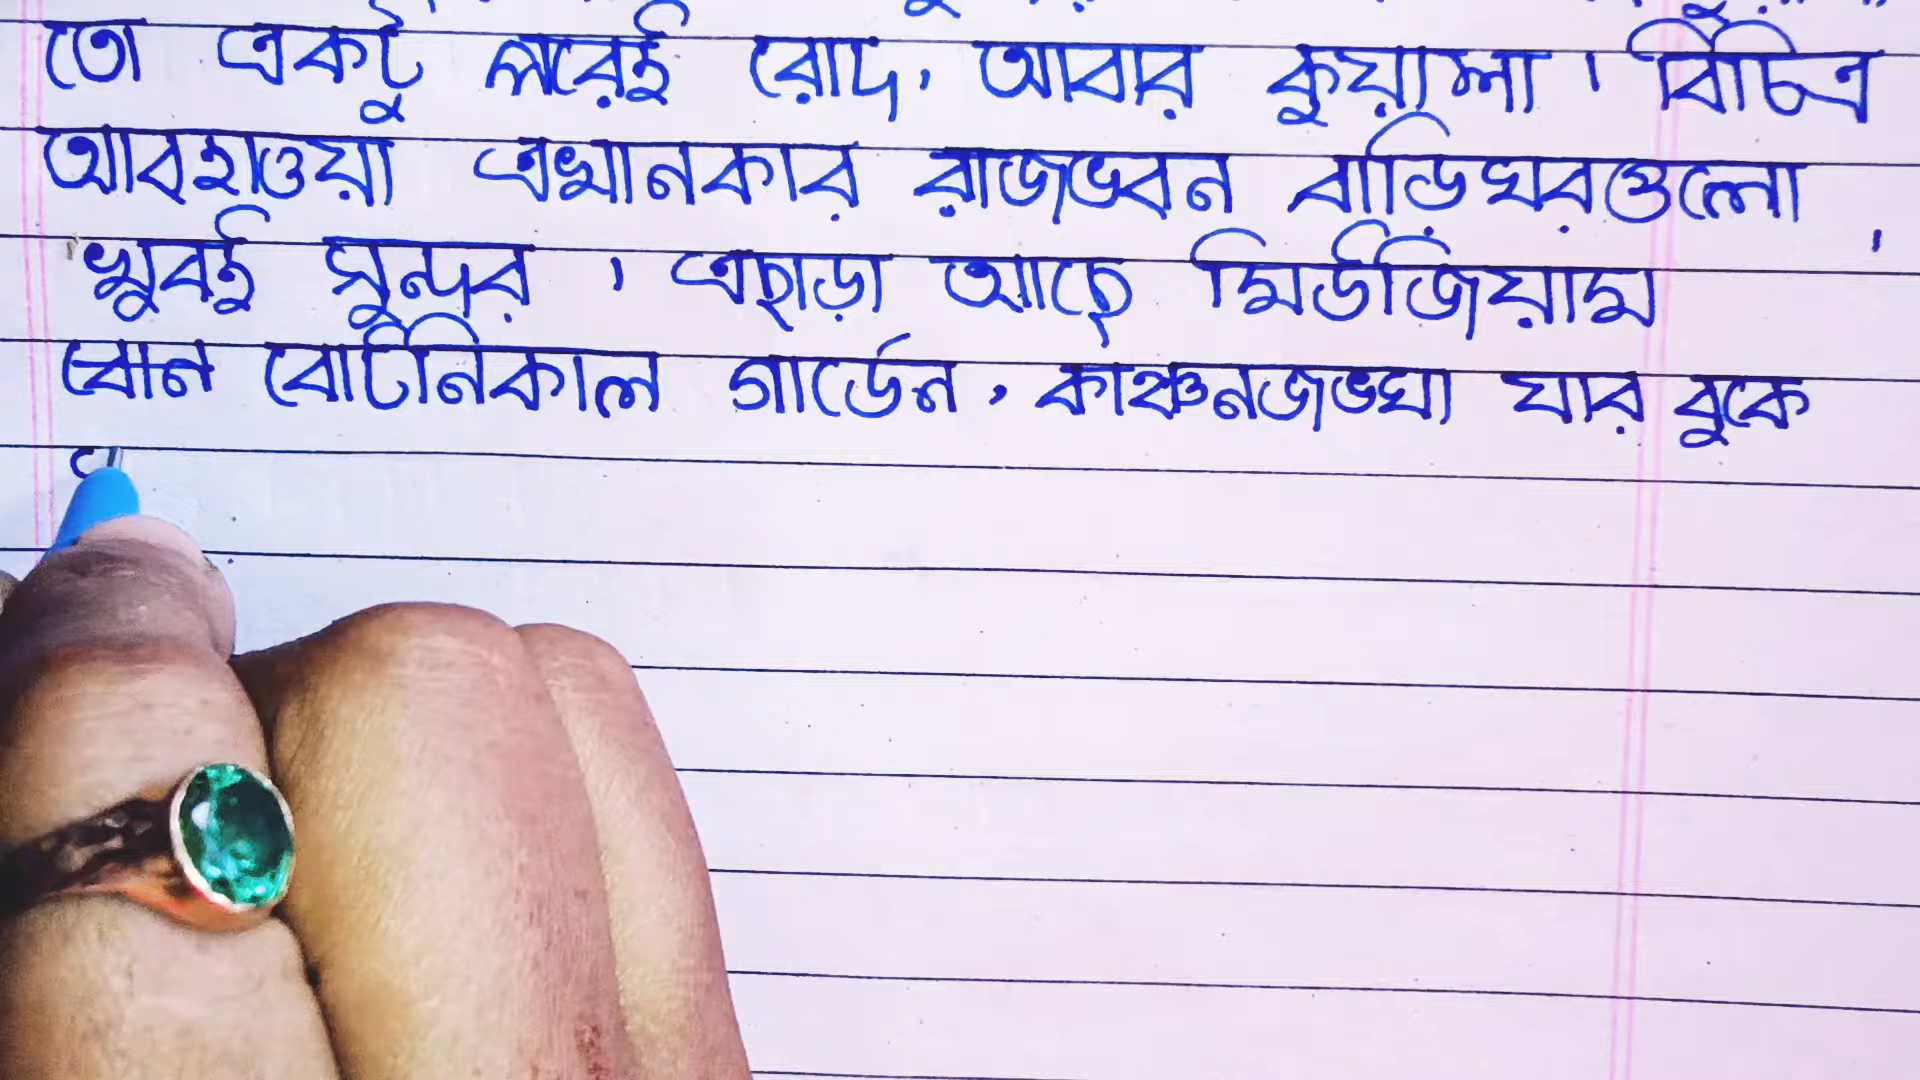 তো একটু পরেই রোদ, আবার কুয়াশা। বিচিত্র
আবহাওয়া এখানকার রাজভবন বাড়িঘরগুলো
খুবই সুন্দর। এছাড়া আছে মিউজিয়াম
বোন বোটানিকাল গার্ডেন, কাঞ্চনজঙ্ঘা যার বুকে